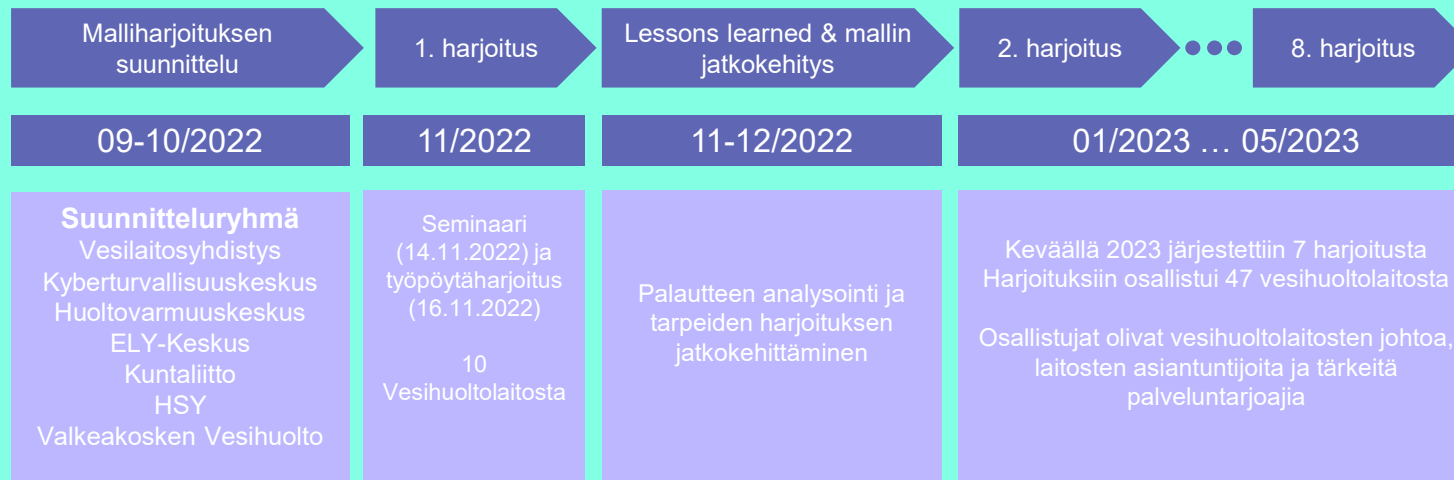 Malliharjoituksen
suunnittelu
1. harjoitus
Lessons learned & mallin
jatkokehitys
2. harjoitus
8. harjoitus
09-10/2022
11/2022
11-12/2022
01/2023 … 05/2023
Suunnitteluryhmä
Vesilaitosyhdistys
Kyberturvallisuuskeskus
Huoltovarmuuskeskus
ELY-Keskus
Kuntaliitto
HSY
Valkeakosken Vesihuolto
Seminaari
(14.11.2022) ja
työpöytäharjoitus
(16.11.2022)
10
Vesihuoltolaitosta
Palautteen analysointi ja
tarpeiden harjoituksen
jatkokehittäminen
Keväällä 2023 järjestettiin 7 harjoitusta
Harjoituksiin osallistui 47 vesihuoltolaitosta
Osallistujat olivat vesihuoltolaitosten johtoa,
laitosten asiantuntijoita ja tärkeitä
palveluntarjoajia